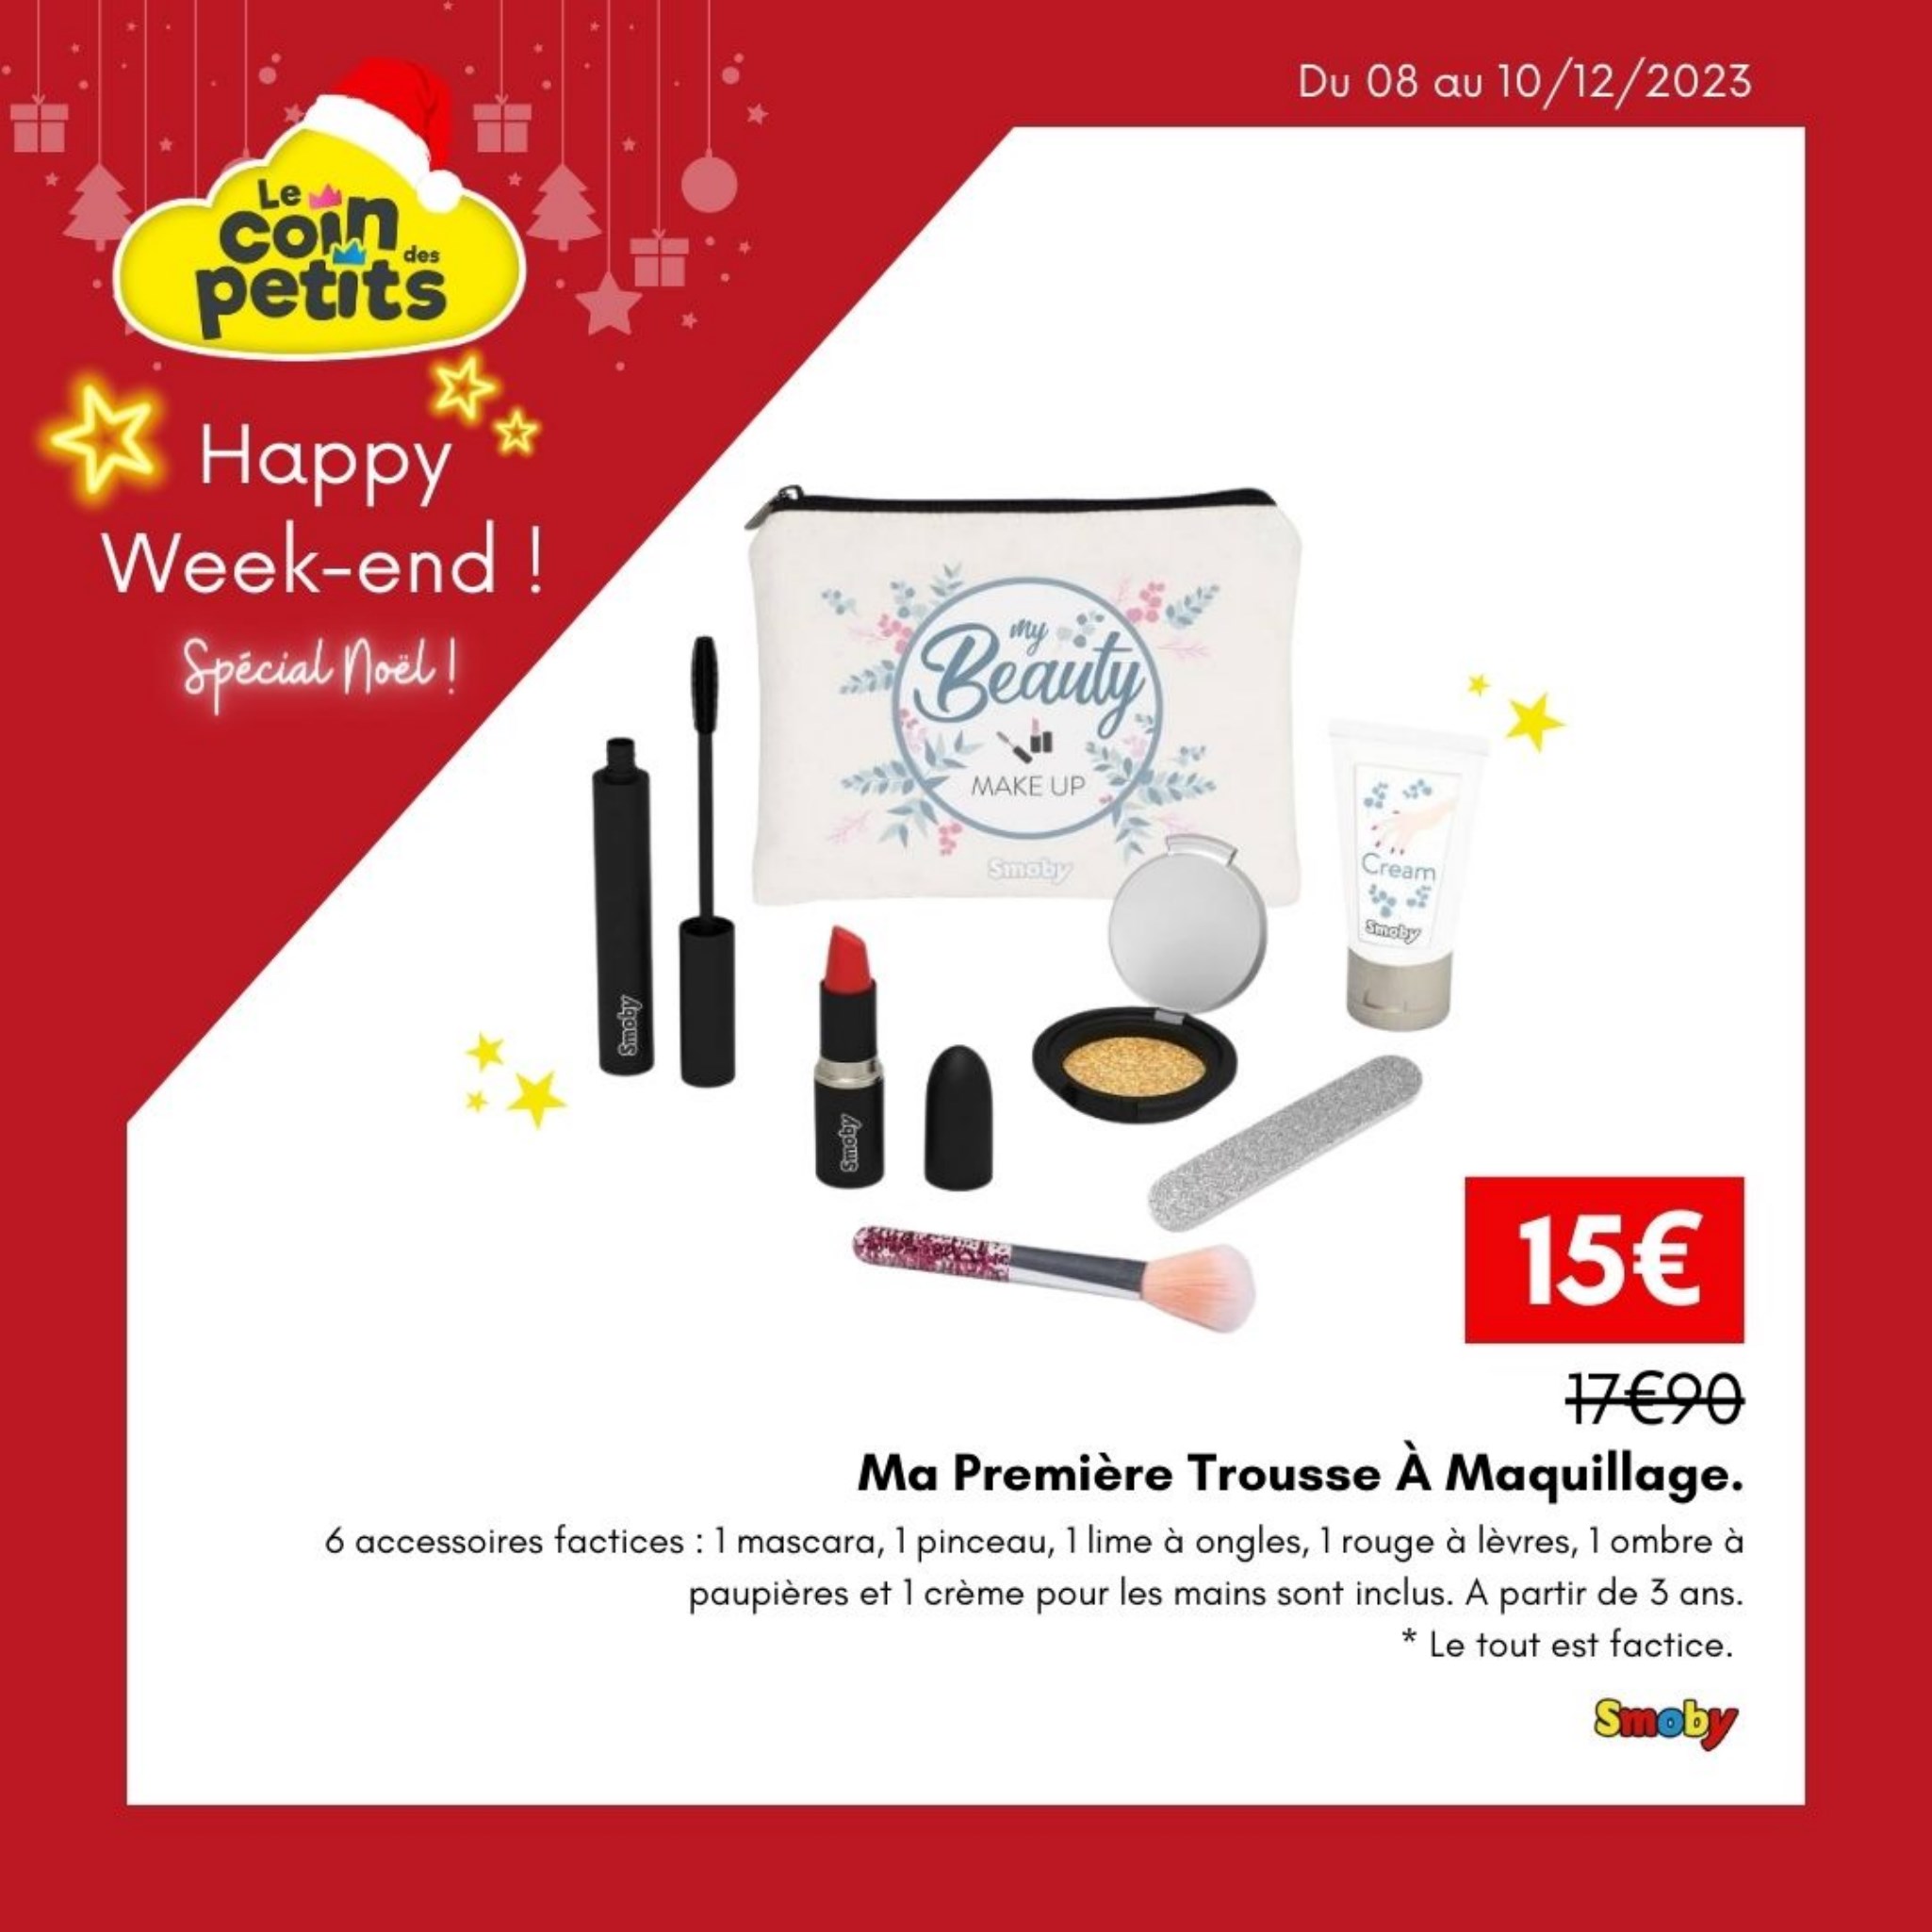 Du 08 au 10/12/2023
Le
coin
des
petits
Happy
Week-end !
Spécial Noël !
my
Beauty
MAKE UP
Smoby
Cream
Smoby
Smoby
Smoby
15€
17€90
Ma Première Trousse À Maquillage.
6 accessoires factices : 1 mascara, 1 pinceau, 1 lime à ongles, 1 rouge à lèvres, 1 ombre à
paupières et 1 crème pour les mains sont inclus. A partir de 3 ans.
* Le tout est factice.
Smoby